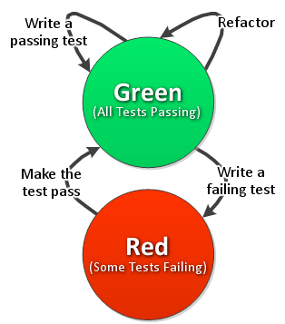 Write a
passing test
Refactor
Green
(All Tests Passing)
Make the
test pass
Write a
failing test
Red
(Some Tests Failing)